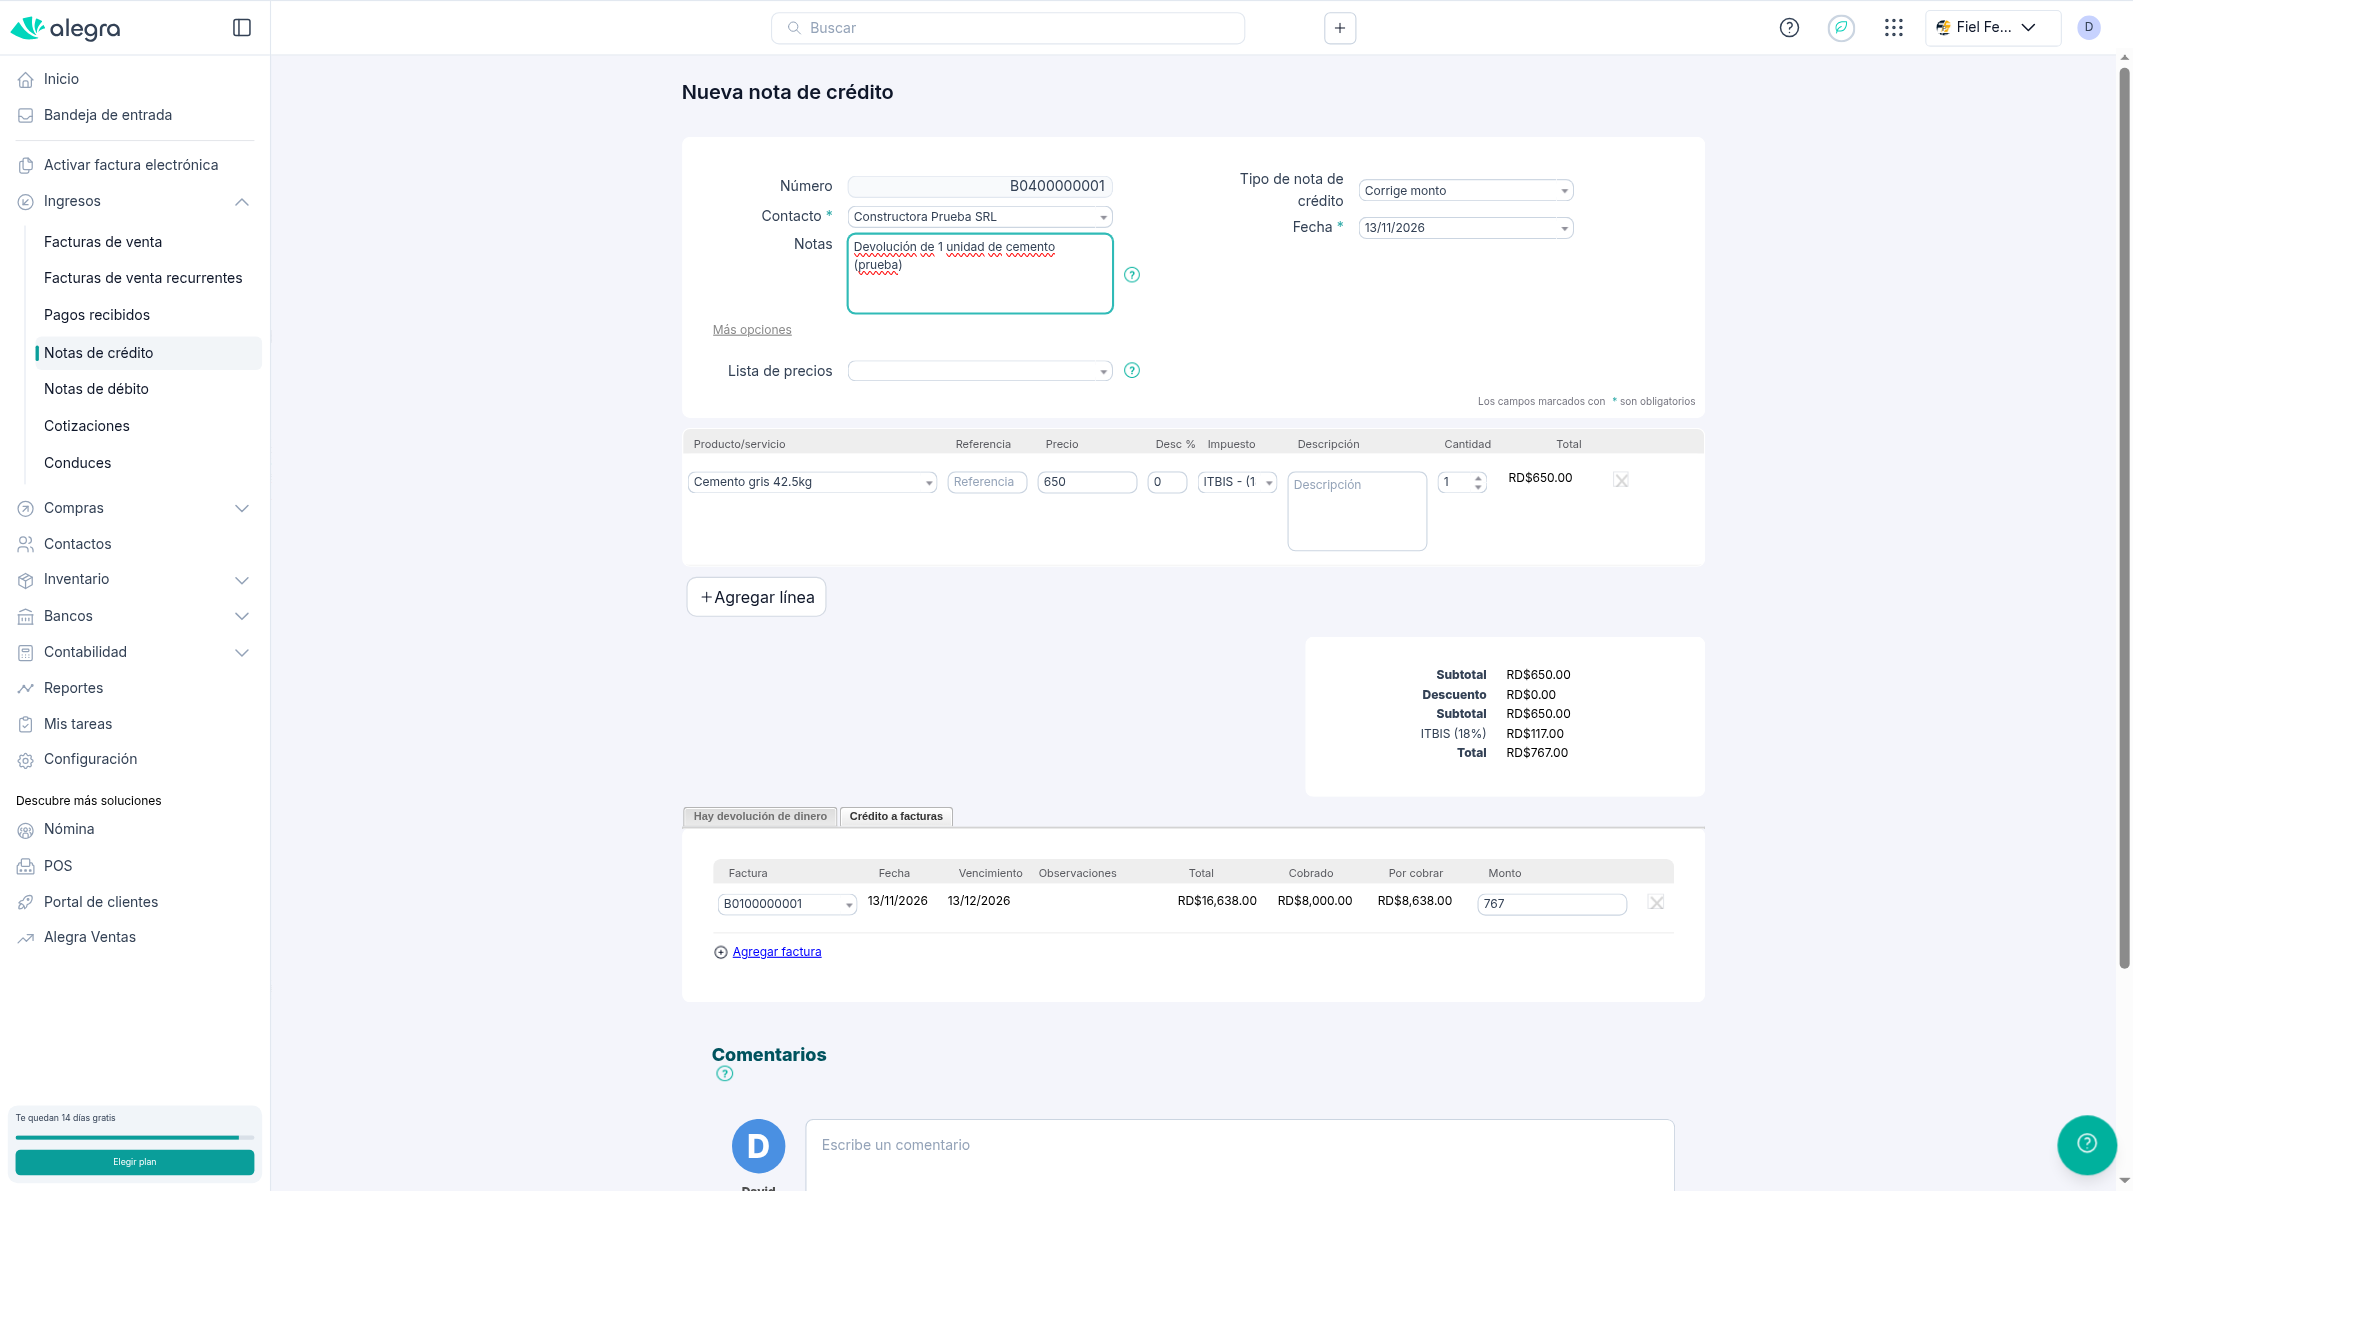 alegra
Buscar
Fiel Fe...
D
Inicio
Bandeja de entrada
Activar factura electrónica
Ingresos
Facturas de venta
Facturas de venta recurrentes
Pagos recibidos
Notas de crédito
Notas de débito
Cotizaciones
Conduces
Compras
Contactos
Inventario
Bancos
Contabilidad
Reportes
Mis tareas
Configuración
Descubre más soluciones
Nómina
POS
Portal de clientes
Alegra Ventas
Te quedan 14 días gratis
Elegir plan
Nueva nota de crédito
Número B0400000001
Contacto * Constructora Prueba SRL
Notas Devolución de 1 unidad de cemento
(prueba)
Tipo de nota de
crédito Corrige monto
Fecha * 13/11/2026
Más opciones
Lista de precios
Los campos marcados con * son obligatorios
Producto/servicio Referencia Precio Desc % Impuesto Descripción Cantidad Total
Cemento gris 42.5kg Referencia 650 0 ITBIS - (1 Descripción 1 RD$650.00
+ Agregar línea
Subtotal RD$650.00
Descuento RD$0.00
Subtotal RD$650.00
ITBIS (18%) RD$117.00
Total RD$767.00
Hay devolución de dinero Crédito a facturas
Factura Fecha Vencimiento Observaciones Total Cobrado Por cobrar Monto
B0100000001 13/11/2026 13/12/2026 RD$16,638.00 RD$8,000.00 RD$8,638.00 767
Agregar factura
Comentarios
D
Escribe un comentario
David